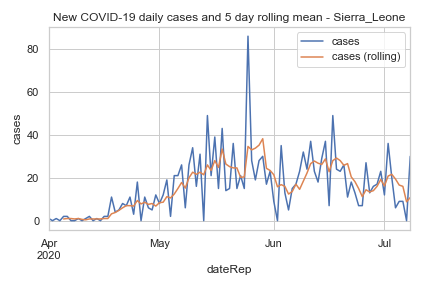 New COVID-19 daily cases and 5 day rolling mean - Sierra_Leone
cases
cases (rolling)
cases
80
60
40
20
0
Apr
2020
May
Jun
Jul
dateRep